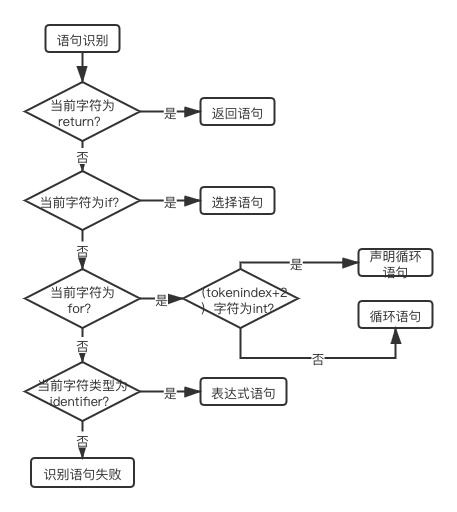 语句识别
当前字符为
return?
是
返回语句
否
当前字符为if?
是
选择语句
否
当前字符为
for?
是
(tokenindex+2
) 字符为int?
是
声明循环
语句
否
循环语句
否
当前字符类型为
identifier?
是
表达式语句
否
识别语句失败